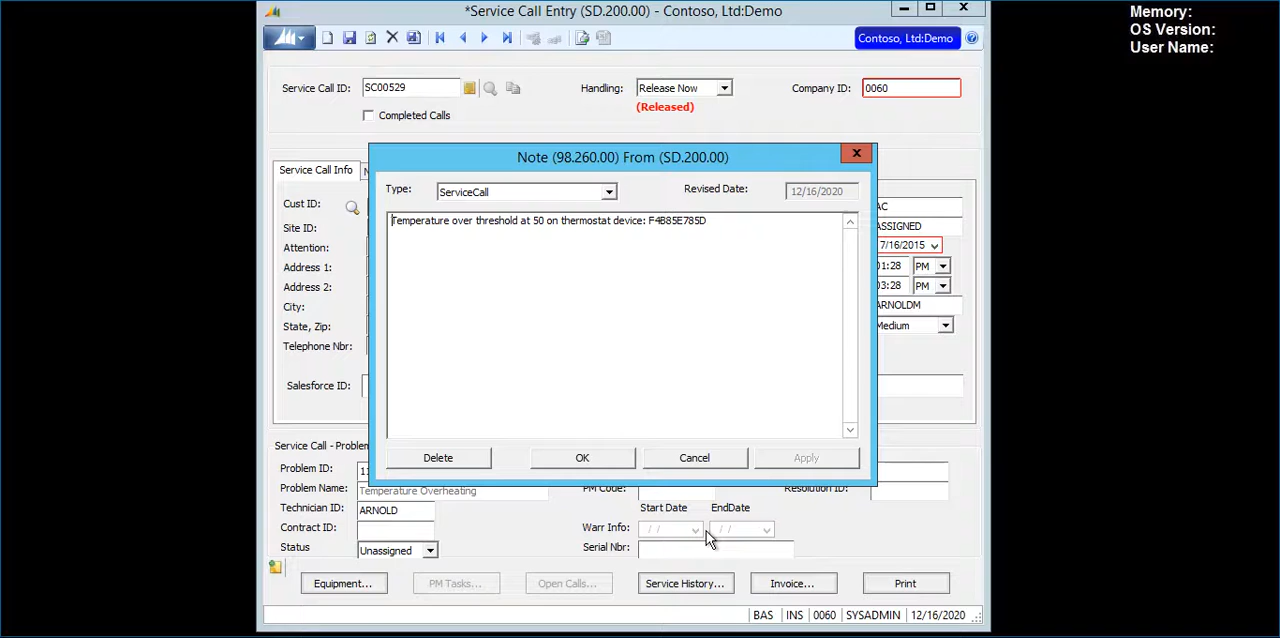 *Service Call Entry (SD.200.00) - Contoso, Ltd:Demo
Memory:
OS Version:
User Name:
Contoso, Ltd:Demo
Service Call ID: SC00529 Handling: Release Now Company ID: 0060
(Released)
Completed Calls
Note (98.260.00) From (SD.200.00)
Service Call Info
Type: ServiceCall Revised Date: 12/16/2020
Temperature over threshold at 50 on thermostat device: F4B85E785D
Cust ID:
Site ID:
Attention:
Address 1:
Address 2:
City:
State, Zip:
Telephone Nbr:
Salesforce ID:
AC
ASSIGNED
7/16/2015
01:28 PM
03:28 PM
ARNOLDM
Medium
Delete OK Cancel Apply
Service Call - Problem
Problem ID:
Problem Name: Temperature Overheating PM Code: Resolution ID:
Technician ID: ARNOLD Start Date EndDate
Contract ID: Warr Info: / / / /
Status Unassigned Serial Nbr:
Equipment... PM Tasks... Open Calls... Service History... Invoice... Print
BAS INS 0060 SYSADMIN 12/16/2020